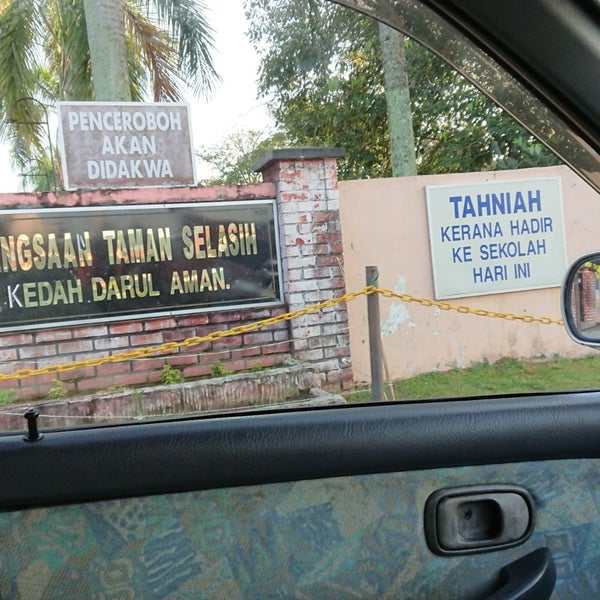 PENCEROBOH
AKAN
DIDAKWA
NGSAAN TAMAN SELASIH
KEDAH DARUL AMAN.
TAHNIAH
KERANA HADIR
KE SEKOLAH
HARI INI